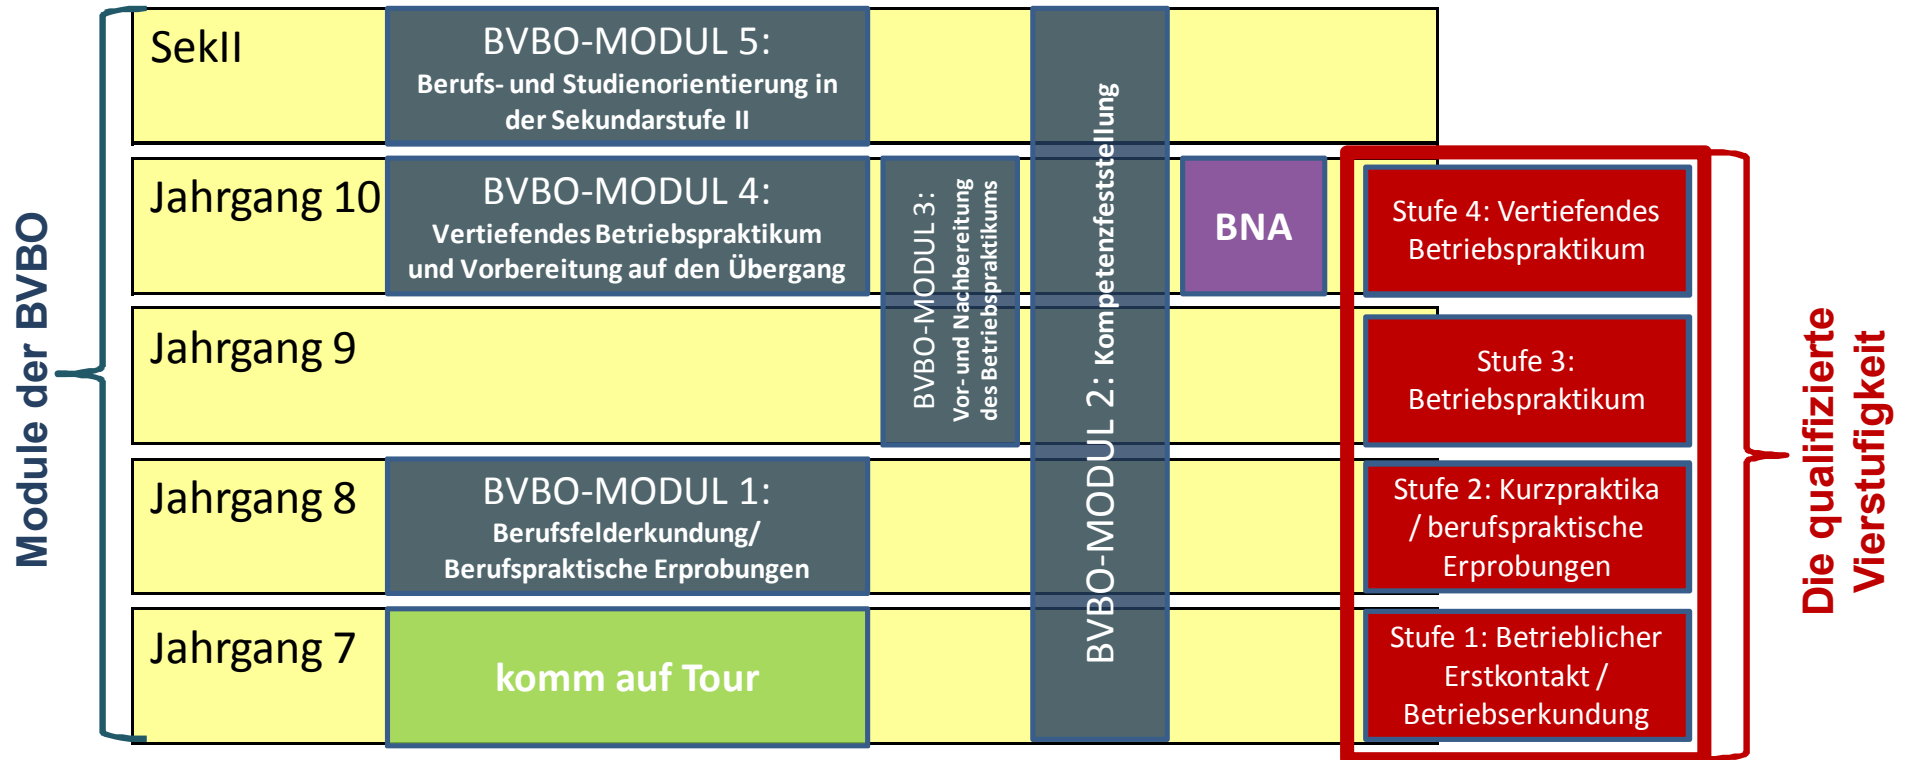 Module der BVBO
SekII
BVBO-MODUL 5:
Berufs- und Studienorientierung in
der Sekundarstufe II
Jahrgang 10
BVBO-MODUL 4:
Vertiefendes Betriebspraktikum
und Vorbereitung auf den Übergang
BVBO-MODUL 3:
Vor- und Nachbereitung
des Betriebspraktikums
BVBO-MODUL 2: Kompetenzfeststellung
BNA
Stufe 4: Vertiefendes
Betriebspraktikum
Jahrgang 9
Stufe 3:
Betriebspraktikum
Jahrgang 8
BVBO-MODUL 1:
Berufsfelderkundung/
Berufspraktische Erprobungen
Stufe 2: Kurzpraktika
/ berufspraktische
Erprobungen
Jahrgang 7
komm auf Tour
Stufe 1: Betrieblicher
Erstkontakt /
Betriebserkundung
Die qualifizierte
Vierstufigkeit